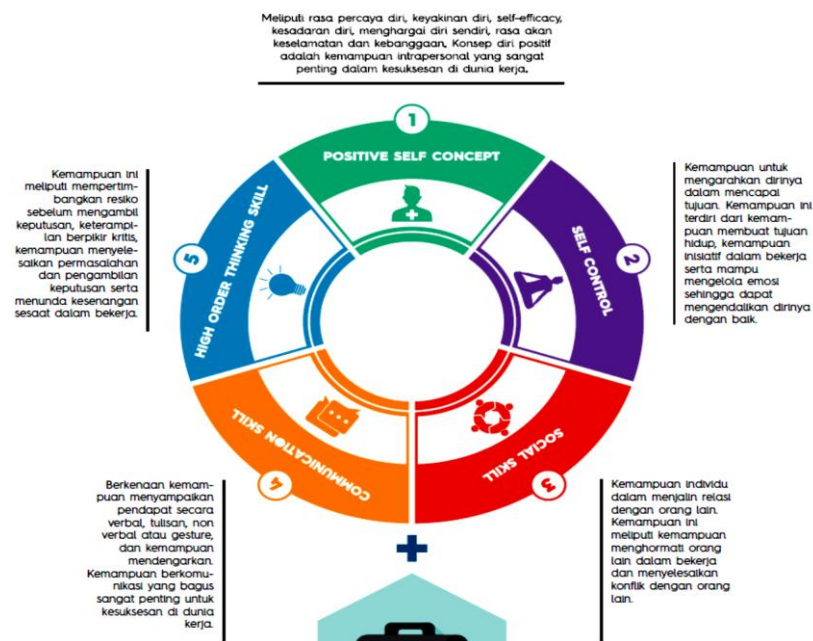 Meliputi rasa percaya diri, keyakinan diri, self-efficacy,
kesadaran diri, menghargai diri sendiri, rasa akan
keselamatan dan kebanggaan. Konsep diri positif
adalah kemampuan intrapersonal yang sangat
penting dalam kesuksesan di dunia kerja.
1
POSITIVE SELF CONCEPT
Kemampuan untuk
mengarahkan dirinya
dalam mencapai
tujuan. Kemampuan ini
terdiri dari kemam-
puan membuat tujuan
hidup, kemampuan
inisiatif dalam bekerja
serta mampu
mengelola emosi
sehingga dapat
mengendalikan dirinya
dengan baik.
2
SELF CONTROL
Kemampuan individu
dalam menjalin relasi
dengan orang lain.
Kemampuan ini
meliputi kemampuan
menghormati orang
lain dalam bekerja
dan menyelesaikan
konflik dengan orang
lain.
3
SOCIAL SKILL
Berkenaan kemam-
puan menyampaikan
pendapat secara
verbal, tulisan, non
verbal atau gesture,
dan kemampuan
mendengarkan.
Kemampuan berkomu-
nikasi yang bagus
sangat penting untuk
kesuksesan di dunia
kerja.
4
COMMUNICATION SKILL
Kemampuan ini
meliputi mempertim-
bangkan resiko
sebelum mengambil
keputusan, keterampi-
lan berpikir kritis,
kemampuan menyele-
saikan permasalahan
dan pengambilan
keputusan serta
menunda kesenangan
sesaat dalam bekerja.
5
HIGH ORDER THINKING SKILL